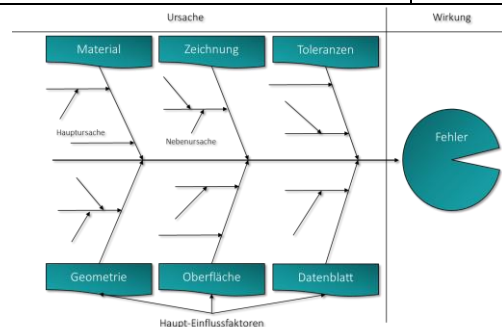 Ursache
Wirkung
Material
Zeichnung
Toleranzen
Hauptursache
Nebenursache
Fehler
Geometrie
Oberfläche
Datenblatt
Haupt-Einflussfaktoren